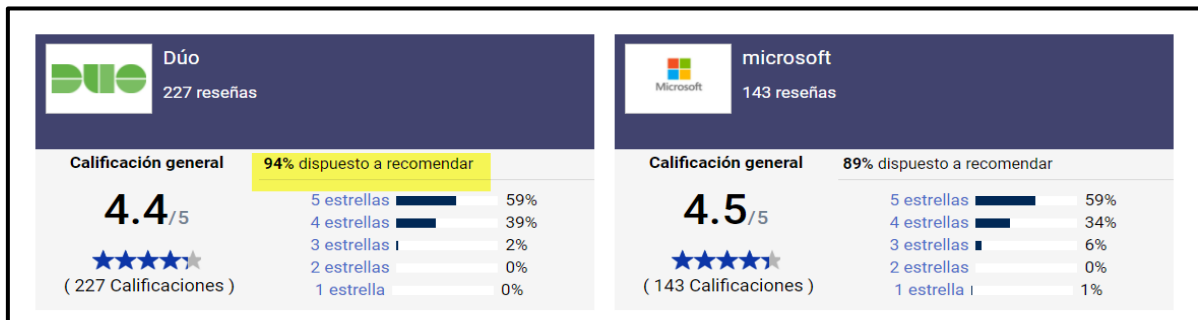 DUO
Dúo
227 reseñas
Calificación general
94% dispuesto a recomendar
4.4/5
( 227 Calificaciones )
5 estrellas 59%
4 estrellas 39%
3 estrellas 2%
2 estrellas 0%
1 estrella 0%
Microsoft
microsoft
143 reseñas
Calificación general
89% dispuesto a recomendar
4.5/5
( 143 Calificaciones )
5 estrellas 59%
4 estrellas 34%
3 estrellas 6%
2 estrellas 0%
1 estrella 1%